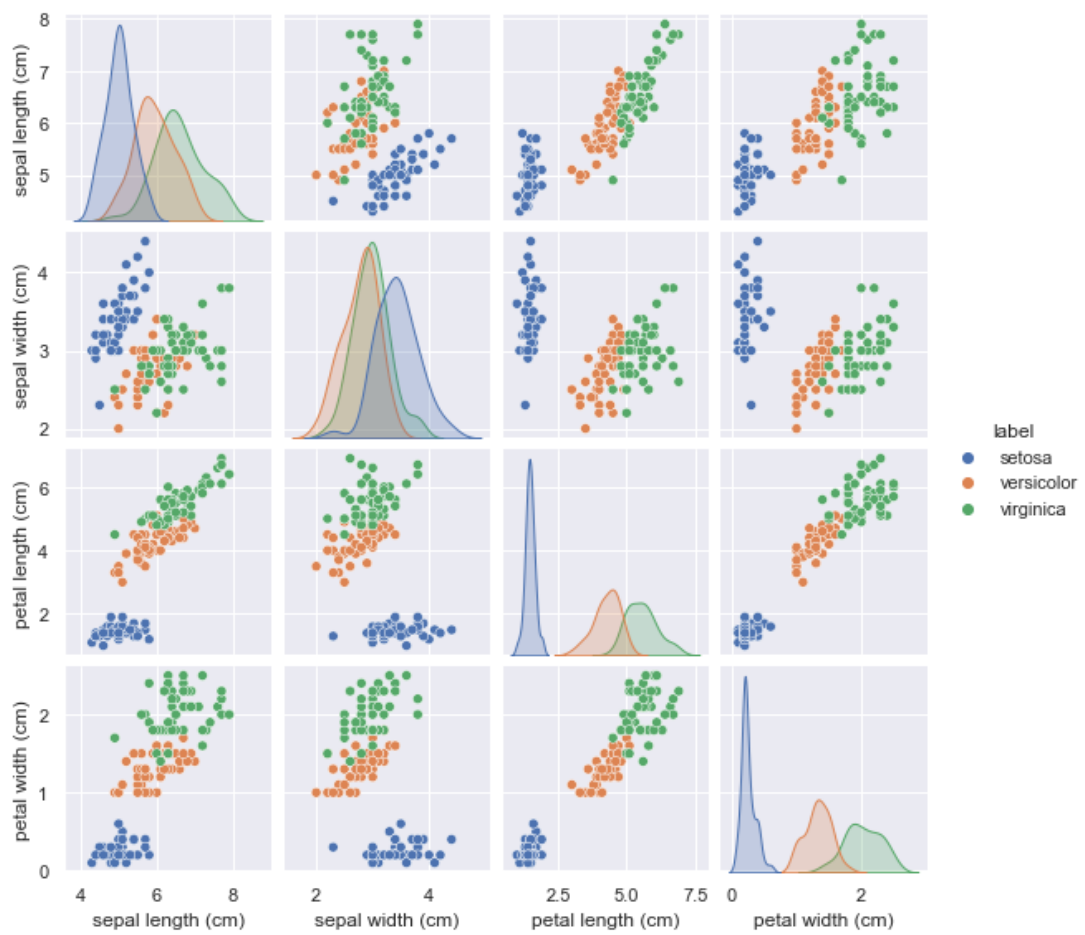 sepal length (cm)
8
7
6
5
sepal width (cm)
4
3
2
petal length (cm)
6
4
2
petal width (cm)
2
1
0
4
6
8
sepal length (cm)
2
4
sepal width (cm)
2.5
5.0
7.5
petal length (cm)
0
2
petal width (cm)
label
setosa
versicolor
virginica